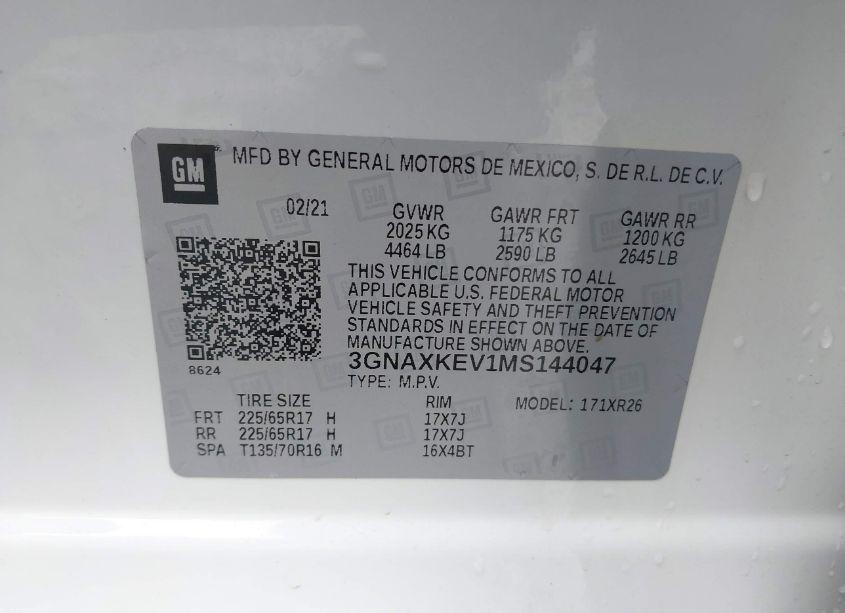 GM MFD BY GENERAL MOTORS DE MEXICO, S. DE R.L. DE C.V.
02/21 GVWR GAWR FRT GAWR RR
2025 KG 1175 KG 1200 KG
4464 LB 2590 LB 2645 LB
THIS VEHICLE CONFORMS TO ALL
APPLICABLE U.S. FEDERAL MOTOR
VEHICLE SAFETY AND THEFT PREVENTION
STANDARDS IN EFFECT ON THE DATE OF
MANUFACTURE SHOWN ABOVE.
8624 3GNAXKEV1MS144047
TYPE: M.P.V.
TIRE SIZE RIM MODEL: 171XR26
FRT 225/65R17 H 17X7J
RR 225/65R17 H 17X7J
SPA T135/70R16 M 16X4BT